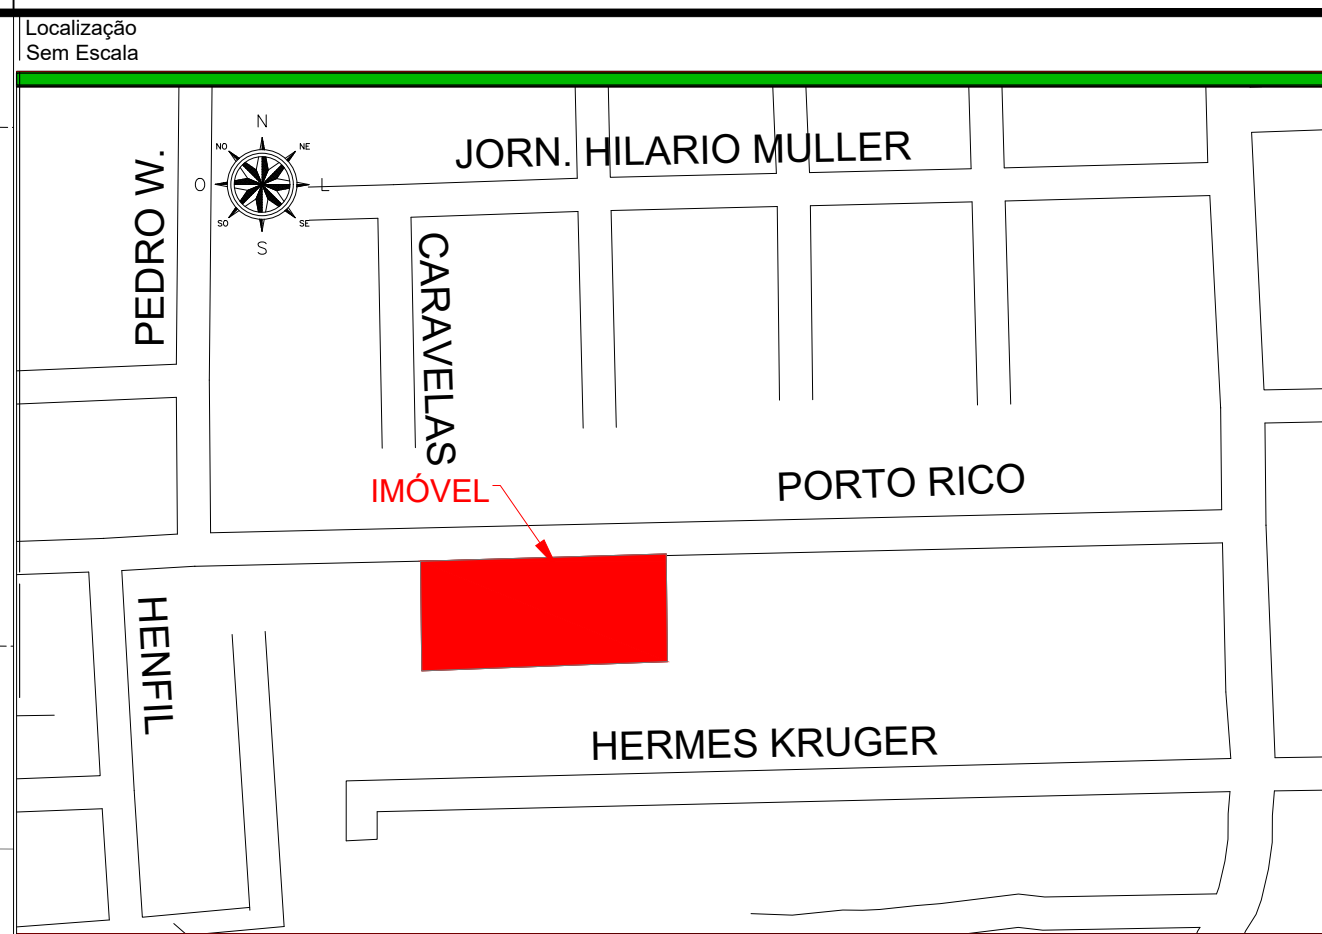 Localização
Sem Escala
N
NO
NE
O
L
SO
SE
S
JORN. HILARIO MULLER
PEDRO W.
CARAVELAS
IMÓVEL
PORTO RICO
HENFIL
HERMES KRUGER